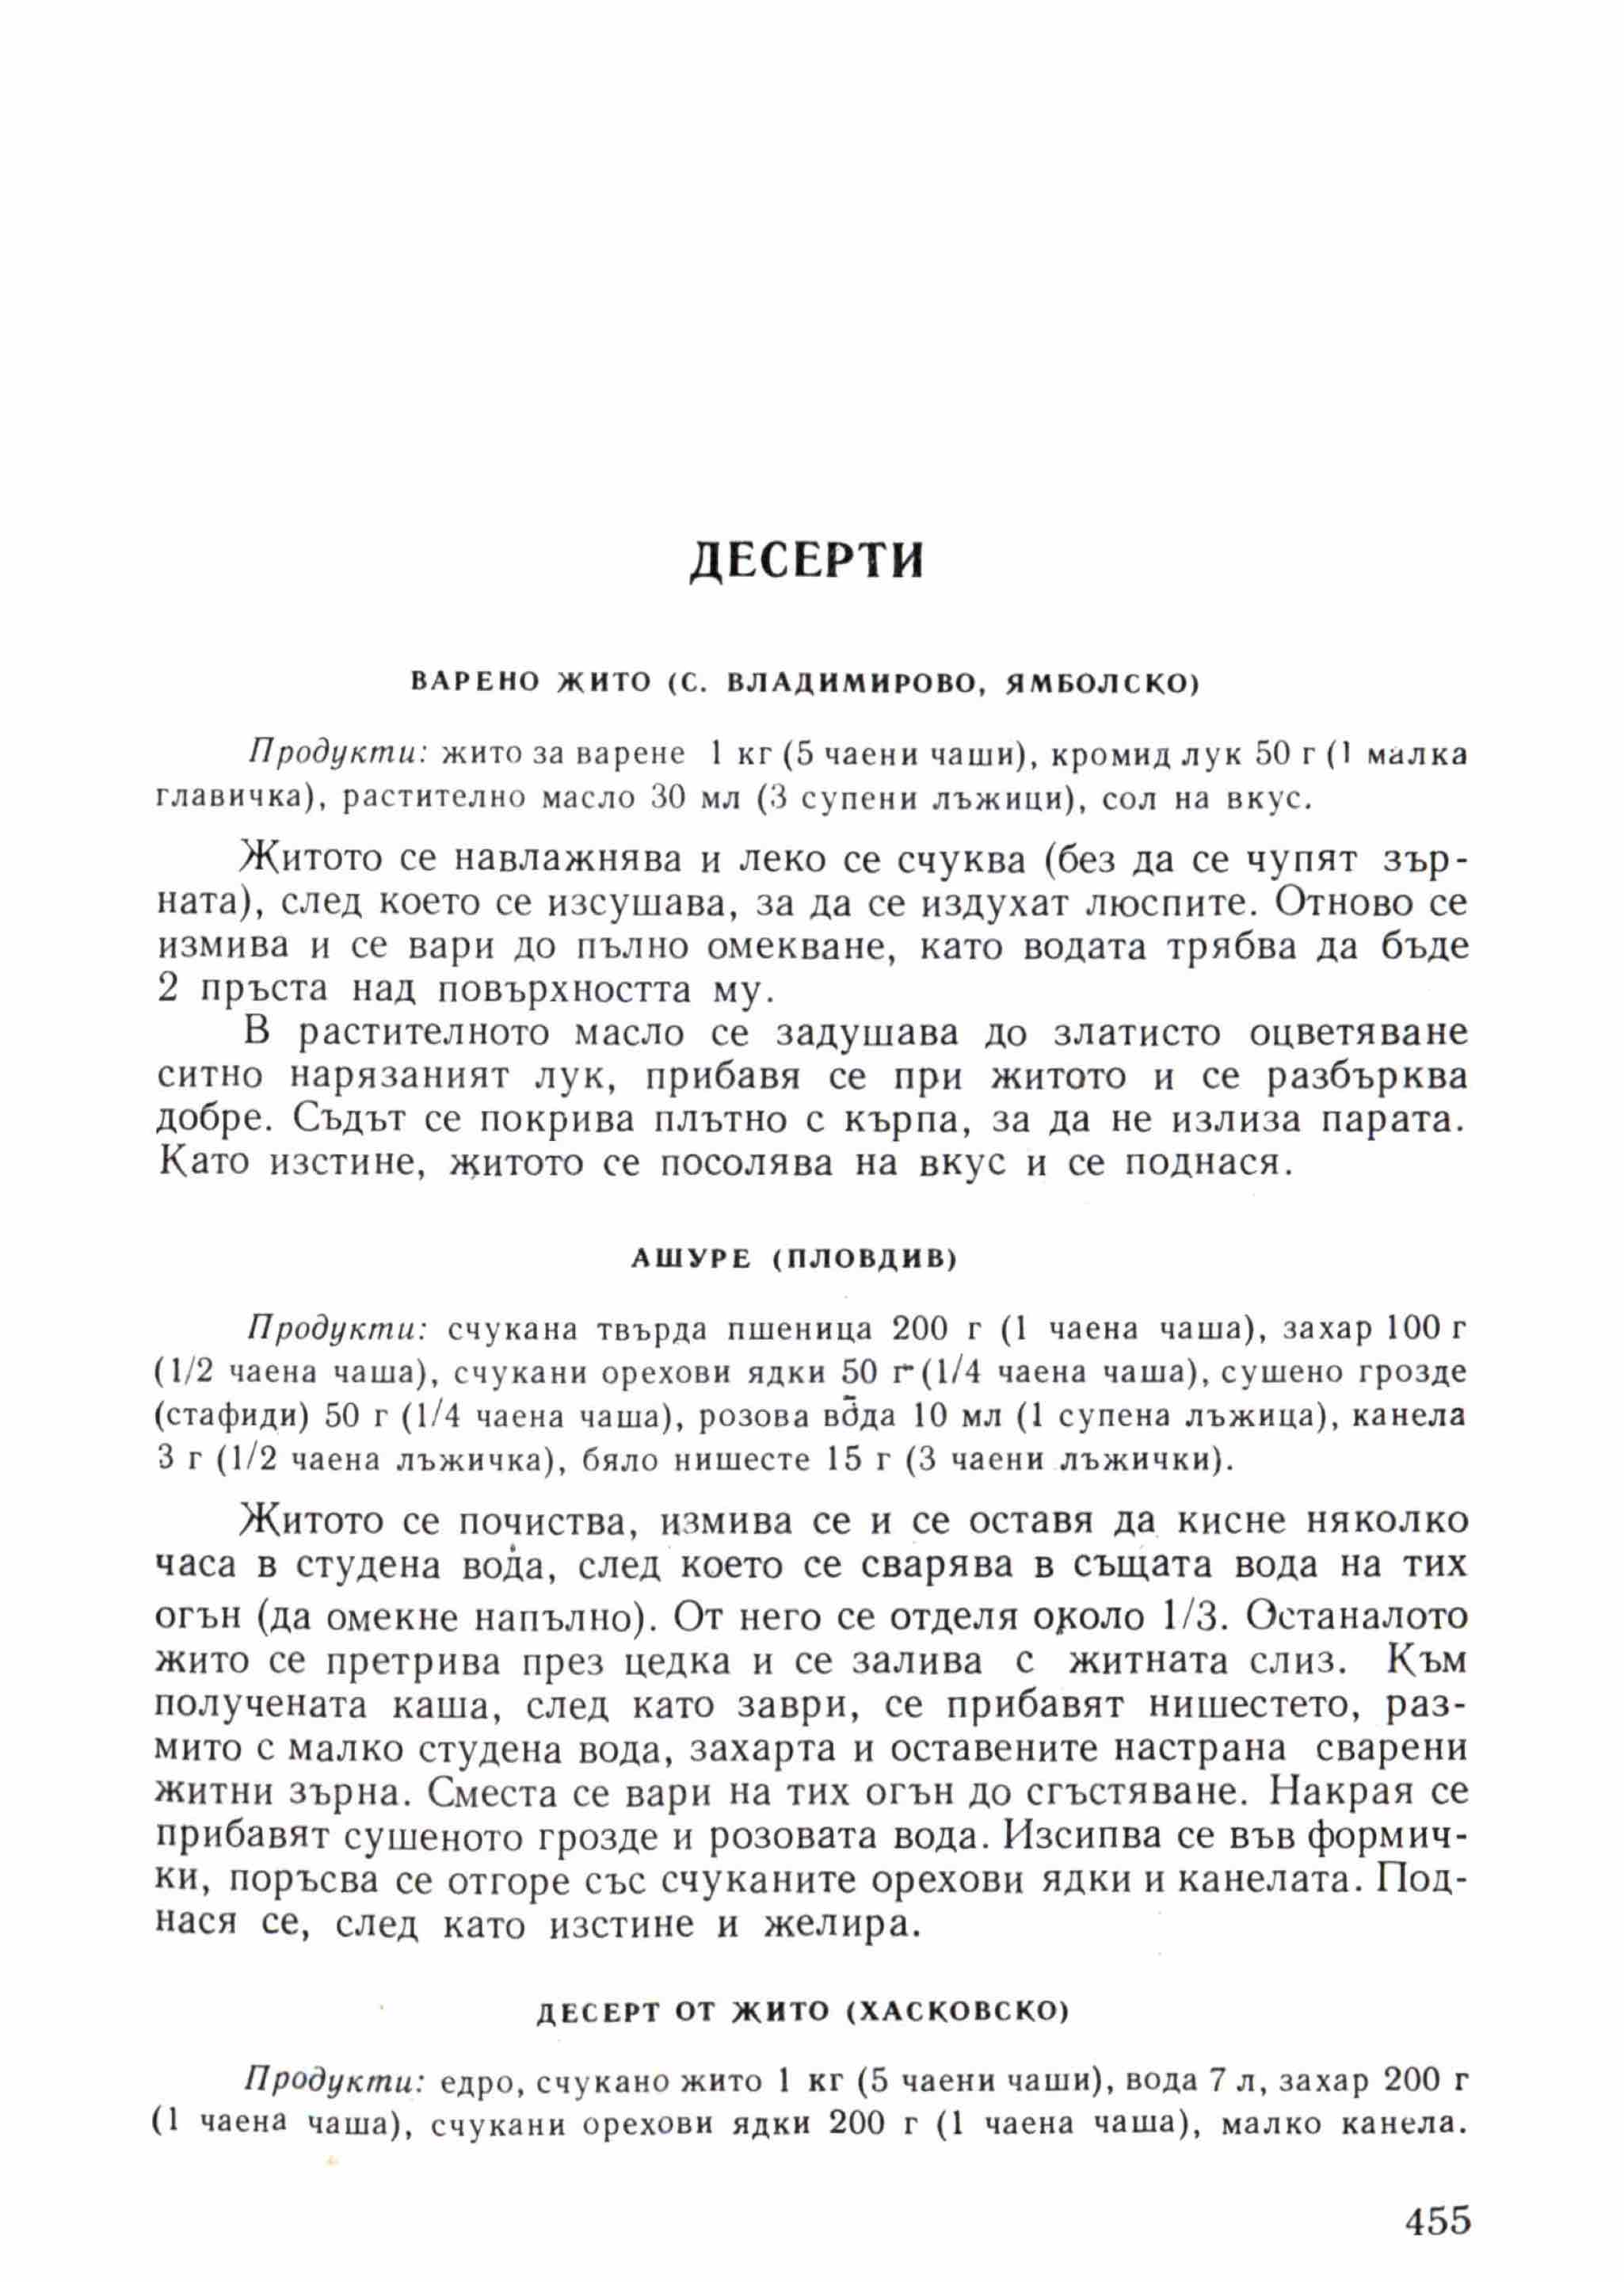 ДЕСЕРТИ
ВАРЕНО ЖИТО (С. ВЛАДИМИРОВО, ЯМБОЛСКО)
Продукти: жито за варене 1 кг (5 чаени чаши), кромид лук 50 г (1 малка
главичка), растително масло 30 мл (3 супени лъжици), сол на вкус.
Житото се навлажнява и леко се счуква (без да се чупят зър-
ната), след което се изсушава, за да се издухат люспите. Отново се
измива и се вари до пълно омекване, като водата трябва да бъде
2 пръста над повърхността му.
В растителното масло се задушава до златисто оцветяване
ситно нарязаният лук, прибавя се при житото и се разбърква
добре. Съдът се покрива плътно с кърпа, за да не излиза парата.
Като изстине, житото се посолява на вкус и се поднася.
АШУРЕ (ПЛОВДИВ)
Продукти: счукана твърда пшеница 200 г (1 чаена чаша), захар 100 г
(1/2 чаена чаша), счукани орехови ядки 50 г (1/4 чаена чаша), сушено грозде
(стафиди) 50 г (1/4 чаена чаша), розова вода 10 мл (1 супена лъжица), канела
3 г (1/2 чаена лъжичка), бяло нишесте 15 г (3 чаени лъжички).
Житото се почиства, измива се и се оставя да кисне няколко
часа в студена вода, след което се сварява в същата вода на тих
огън (да омекне напълно). От него се отделя около 1/3. Останалото
жито се претрива през цедка и се залива с житната слиз. Към
получената каша, след като заври, се прибавят нишестето, раз-
мито с малко студена вода, захарта и оставените настрана сварени
житни зърна. Сместа се вари на тих огън до сгъстяване. Накрая се
прибавят сушеното грозде и розовата вода. Изсипва се във формич-
ки, поръсва се отгоре със счуканите орехови ядки и канелата. Под-
нася се, след като изстине и желира.
ДЕСЕРТ ОТ ЖИТО (ХАСКОВСКО)
Продукти: едро, счукано жито 1 кг (5 чаени чаши), вода 7 л, захар 200 г
(1 чаена чаша), счукани орехови ядки 200 г (1 чаена чаша), малко канела.
455